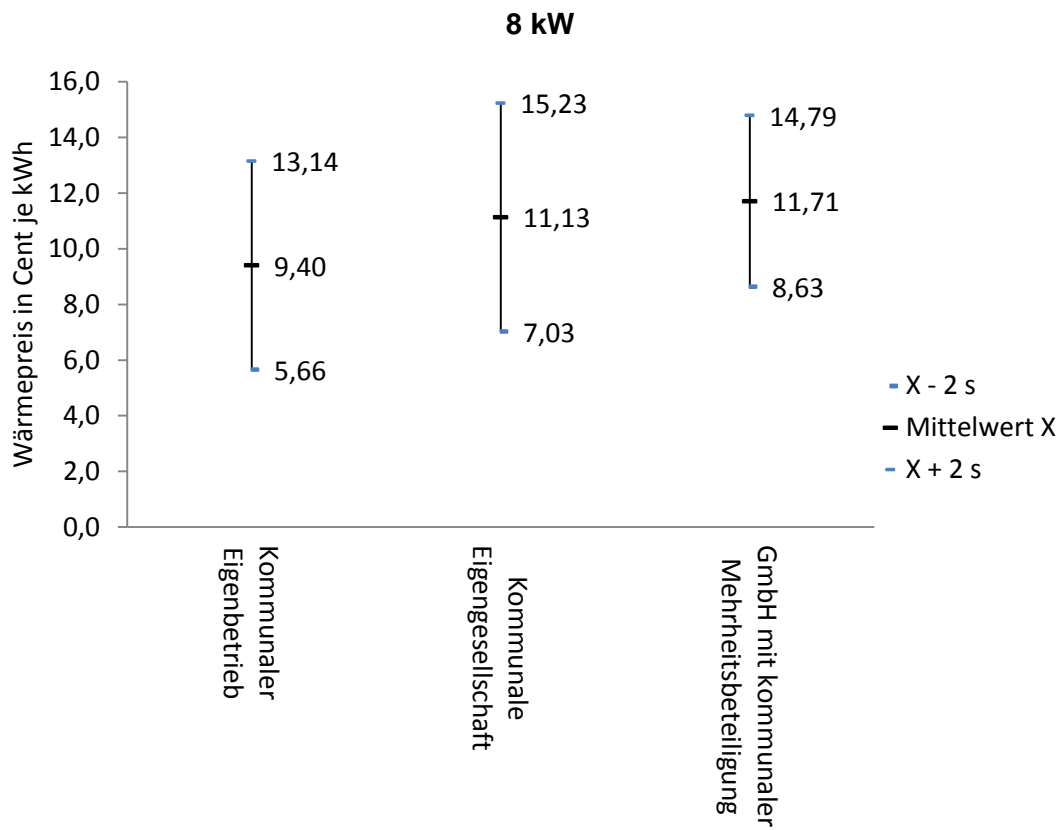 8 kW
Wärmepreis in Cent je kWh
16,0
14,0
12,0
10,0
8,0
6,0
4,0
2,0
0,0
13,14
9,40
5,66
15,23
11,13
7,03
14,79
11,71
8,63
X - 2 s
Mittelwert X
X + 2 s
Kommunaler
Eigenbetrieb
Kommunale
Eigengesellschaft
GmbH mit kommunaler
Mehrheitsbeteiligung